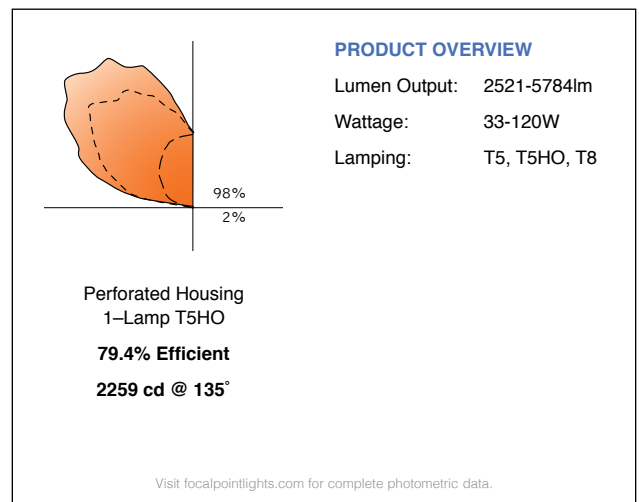 98%
2%
Perforated Housing
1–Lamp T5HO
79.4% Efficient
2259 cd @ 135˚
PRODUCT OVERVIEW
Lumen Output: 2521-5784lm
Wattage: 33-120W
Lamping: T5, T5HO, T8
Visit focalpointlights.com for complete photometric data.